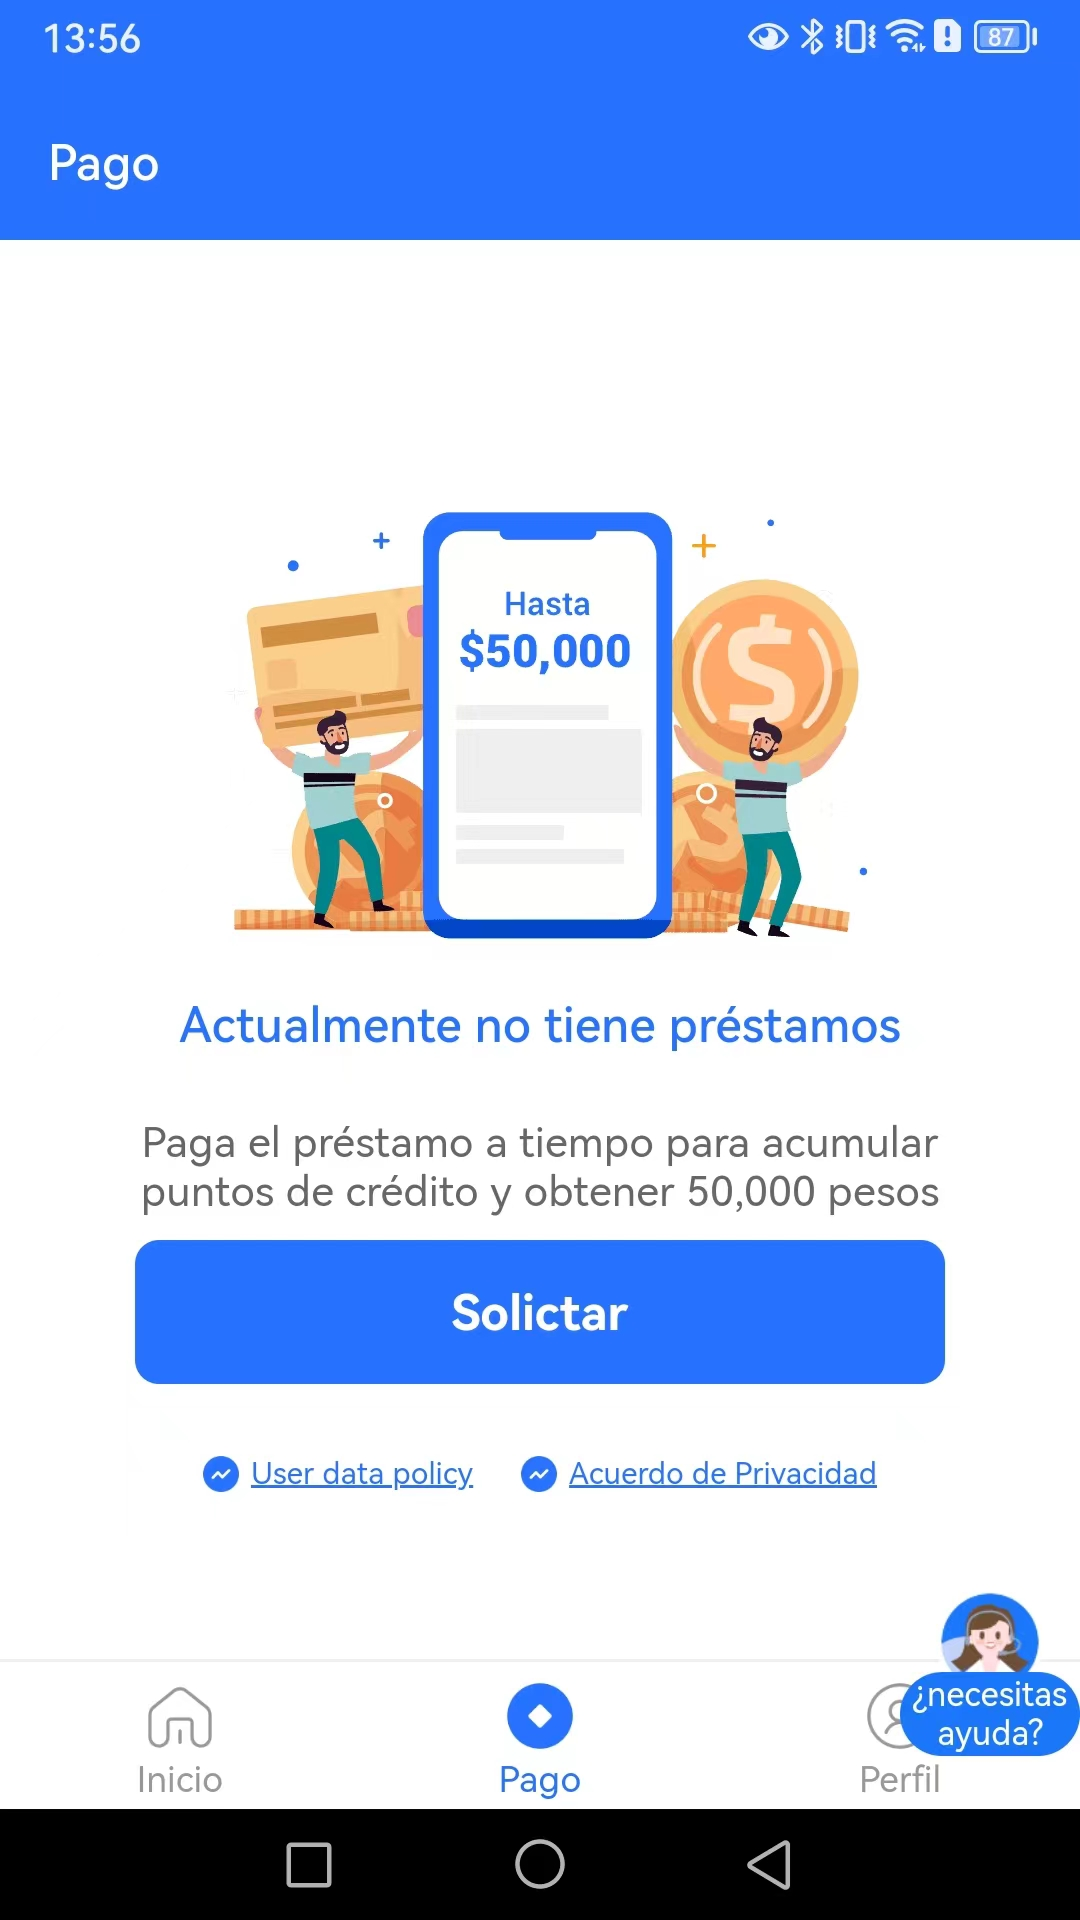 13:56
87
Pago
Hasta
$50,000
Actualmente no tiene préstamos
Paga el préstamo a tiempo para acumular
puntos de crédito y obtener 50,000 pesos
Solictar
User data policy
Acuerdo de Privacidad
¿necesitas
ayuda?
Inicio
Pago
Perfil